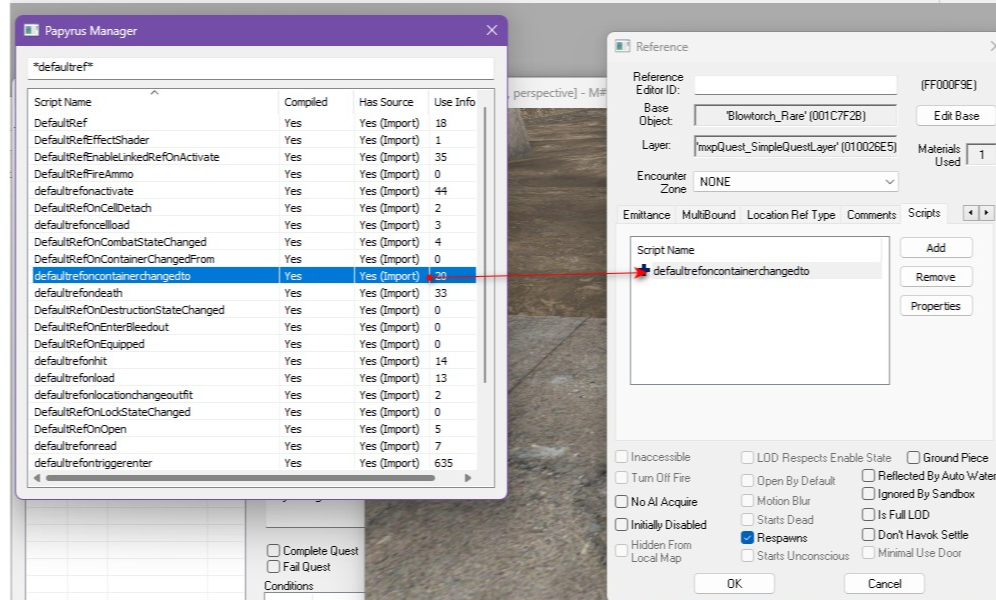 Papyrus Manager
*defaultref*
Script Name Compiled Has Source Use Info
DefaultRef Yes Yes (Import) 18
DefaultRefEffectShader Yes Yes (Import) 1
DefaultRefEnableLinkedRefOnActivate Yes Yes (Import) 35
DefaultRefFireAmmo Yes Yes (Import) 0
defaultrefonactivate Yes Yes (Import) 44
DefaultRefOnCellDetach Yes Yes (Import) 2
defaultrefoncellload Yes Yes (Import) 3
DefaultRefOnCombatStateChanged Yes Yes (Import) 4
DefaultRefOnContainerChangedFrom Yes Yes (Import) 0
defaultrefoncontainerchangedto Yes Yes (Import) 20
defaultrefondeath Yes Yes (Import) 33
DefaultRefOnDestructionStateChanged Yes Yes (Import) 0
DefaultRefOnEnterBleedout Yes Yes (Import) 0
DefaultRefOnEquipped Yes Yes (Import) 0
defaultrefonhit Yes Yes (Import) 14
defaultrefonload Yes Yes (Import) 13
defaultrefonlocationchangeoutfit Yes Yes (Import) 2
DefaultRefOnLockStateChanged Yes Yes (Import) 0
DefaultRefOnOpen Yes Yes (Import) 5
defaultrefonread Yes Yes (Import) 7
defaultrefontriggerenter Yes Yes (Import) 635
Complete Quest
Fail Quest
Conditions
, perspective] - M#
Reference
Reference
Editor ID:
(FF000F9E)
Base
Object:
'Blowtorch_Rare' (001C7F2B)
Edit Base
Layer:
'mxpQuest_SimpleQuestLayer' (010026E5)
Materials
Used
1
Encounter
Zone
NONE
Emittance MultiBound Location Ref Type Comments Scripts
Script Name
defaultrefoncontainerchangedto
Add
Remove
Properties
Inaccessible
LOD Respects Enable State
Ground Piece
Turn Off Fire
Open By Default
Reflected By Auto Water
No AI Acquire
Motion Blur
Ignored By Sandbox
Initially Disabled
Starts Dead
Is Full LOD
Hidden From
Local Map
Respawns
Don't Havok Settle
Starts Unconscious
Minimal Use Door
OK
Cancel